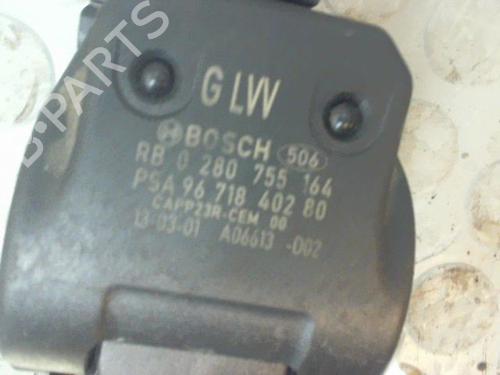 G LVV
BOSCH 506
RB 0 280 755 164
PSA 96 718 402 80
CAPP23R-CEM 00
13-03-01 A06613 -D02
B-PARTS